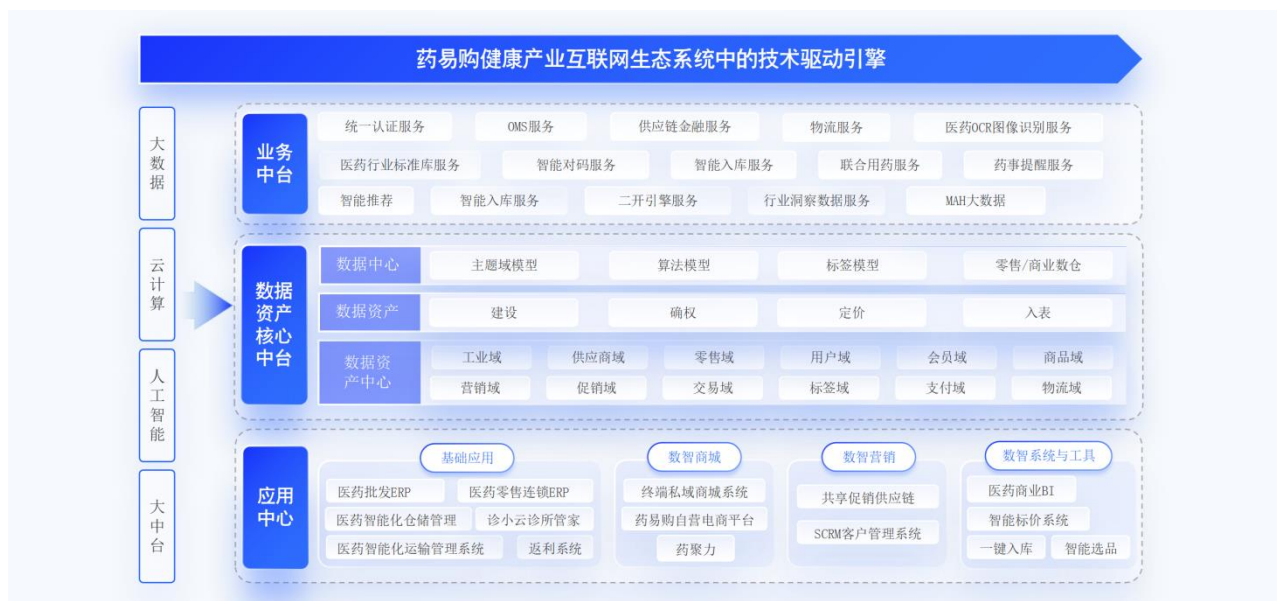 药易购健康产业互联网生态系统中的技术驱动引擎
大数据
云计算
人工智能
大中台
业务
中台
统一认证服务 OMS服务 供应链金融服务 物流服务 医药OCR图像识别服务
医药行业标准库服务 智能对码服务 智能入库服务 联合用药服务 药事提醒服务
智能推荐 智能入库服务 二开引擎服务 行业洞察数据服务 MAH大数据
数据
资产
核心
中台
数据中心 主题域模型 算法模型 标签模型 零售/商业数仓
数据资产 建设 确权 定价 入表
数据资
产中心
工业域 供应商域 零售域 用户域 会员域 商品域
营销域 促销域 交易域 标签域 支付域 物流域
应用
中心
基础应用
医药批发ERP 医药零售连锁ERP
医药智能化仓储管理 诊小云诊所管家
医药智能化运输管理系统 返利系统
数智商城
终端私域商城系统
药易购自营电商平台
药聚力
数智营销
共享促销供应链
SCRM客户管理系统
数智系统与工具
医药商业BI
智能标价系统
一键入库 智能选品